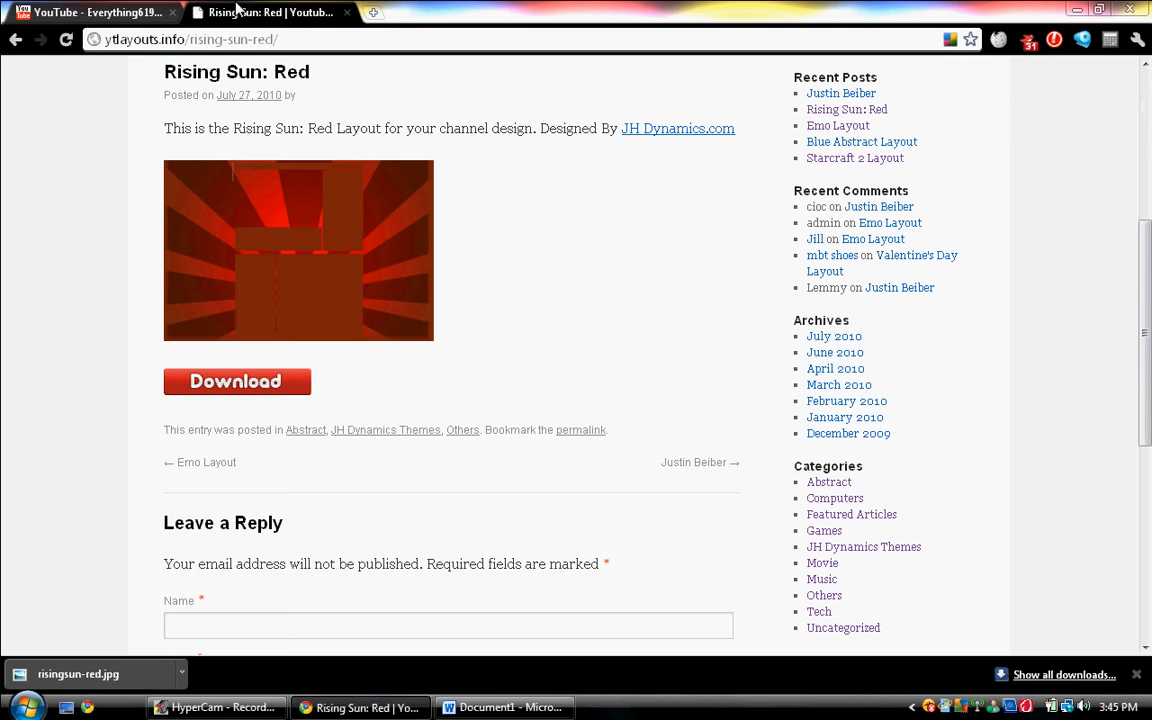 YouTube - Everything619...
Rising Sun: Red | Youtub...
ytlayouts.info/rising-sun-red/
31
Rising Sun: Red
Posted on July 27, 2010 by
This is the Rising Sun: Red Layout for your channel design. Designed By JH Dynamics.com
Download
This entry was posted in Abstract, JH Dynamics Themes, Others. Bookmark the permalink.
← Emo Layout
Justin Beiber →
Leave a Reply
Your email address will not be published. Required fields are marked *
Name *
Recent Posts
Justin Beiber
Rising Sun: Red
Emo Layout
Blue Abstract Layout
Starcraft 2 Layout
Recent Comments
cioc on Justin Beiber
admin on Emo Layout
Jill on Emo Layout
mbt shoes on Valentine's Day
Layout
Lemmy on Justin Beiber
Archives
July 2010
June 2010
April 2010
March 2010
February 2010
January 2010
December 2009
Categories
Abstract
Computers
Featured Articles
Games
JH Dynamics Themes
Movie
Music
Others
Tech
Uncategorized
risingsun-red.jpg
Show all downloads...
HyperCam - Record...
Rising Sun: Red | Yo...
Document1 - Micro...
3:45 PM